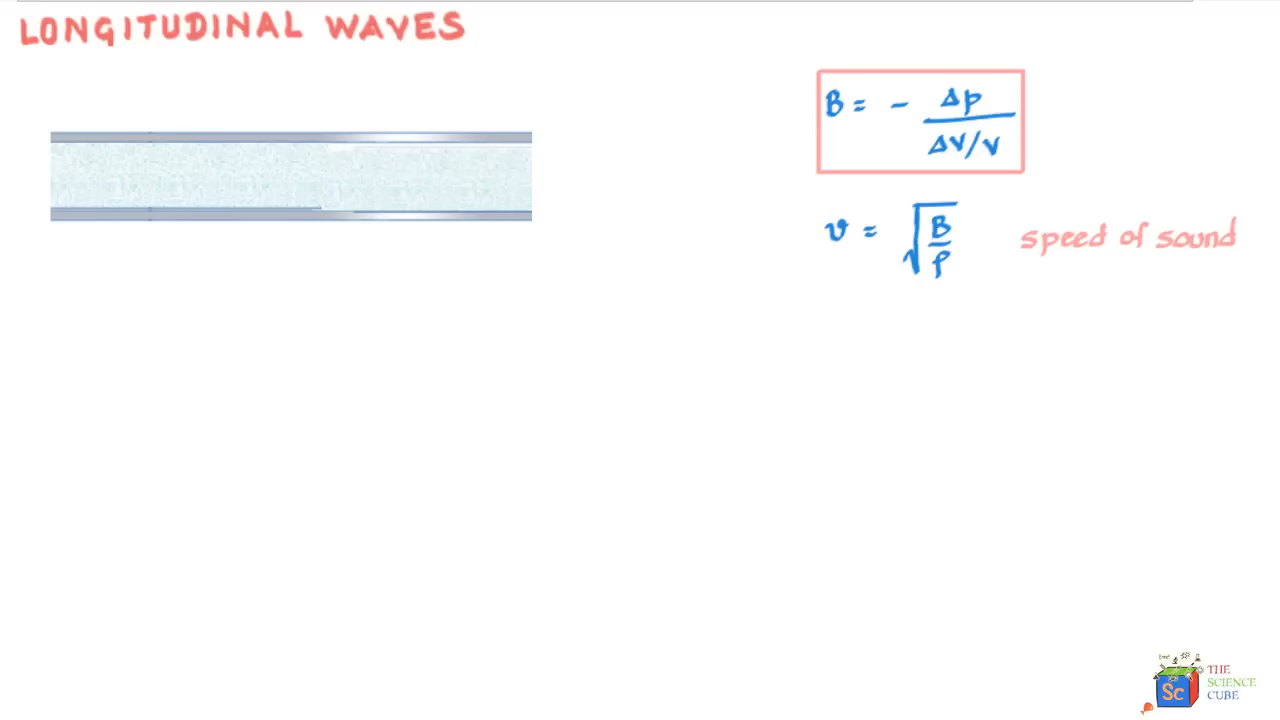 LONGITUDINAL WAVES
B = - Δp / ΔV/V
v = √B/ρ speed of sound
Sc THE SCIENCE CUBE